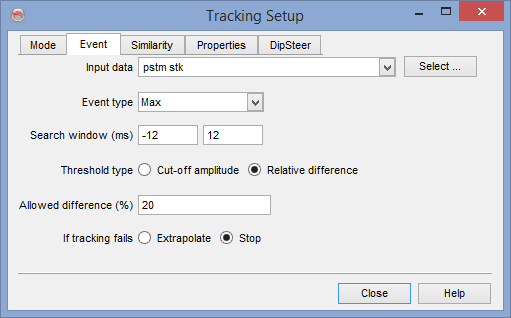 Tracking Setup
Mode Event Similarity Properties DipSteer
Input data pstm stk Select ...
Event type Max
Search window (ms) -12 12
Threshold type Cut-off amplitude Relative difference
Allowed difference (%) 20
If tracking fails Extrapolate Stop
Close Help